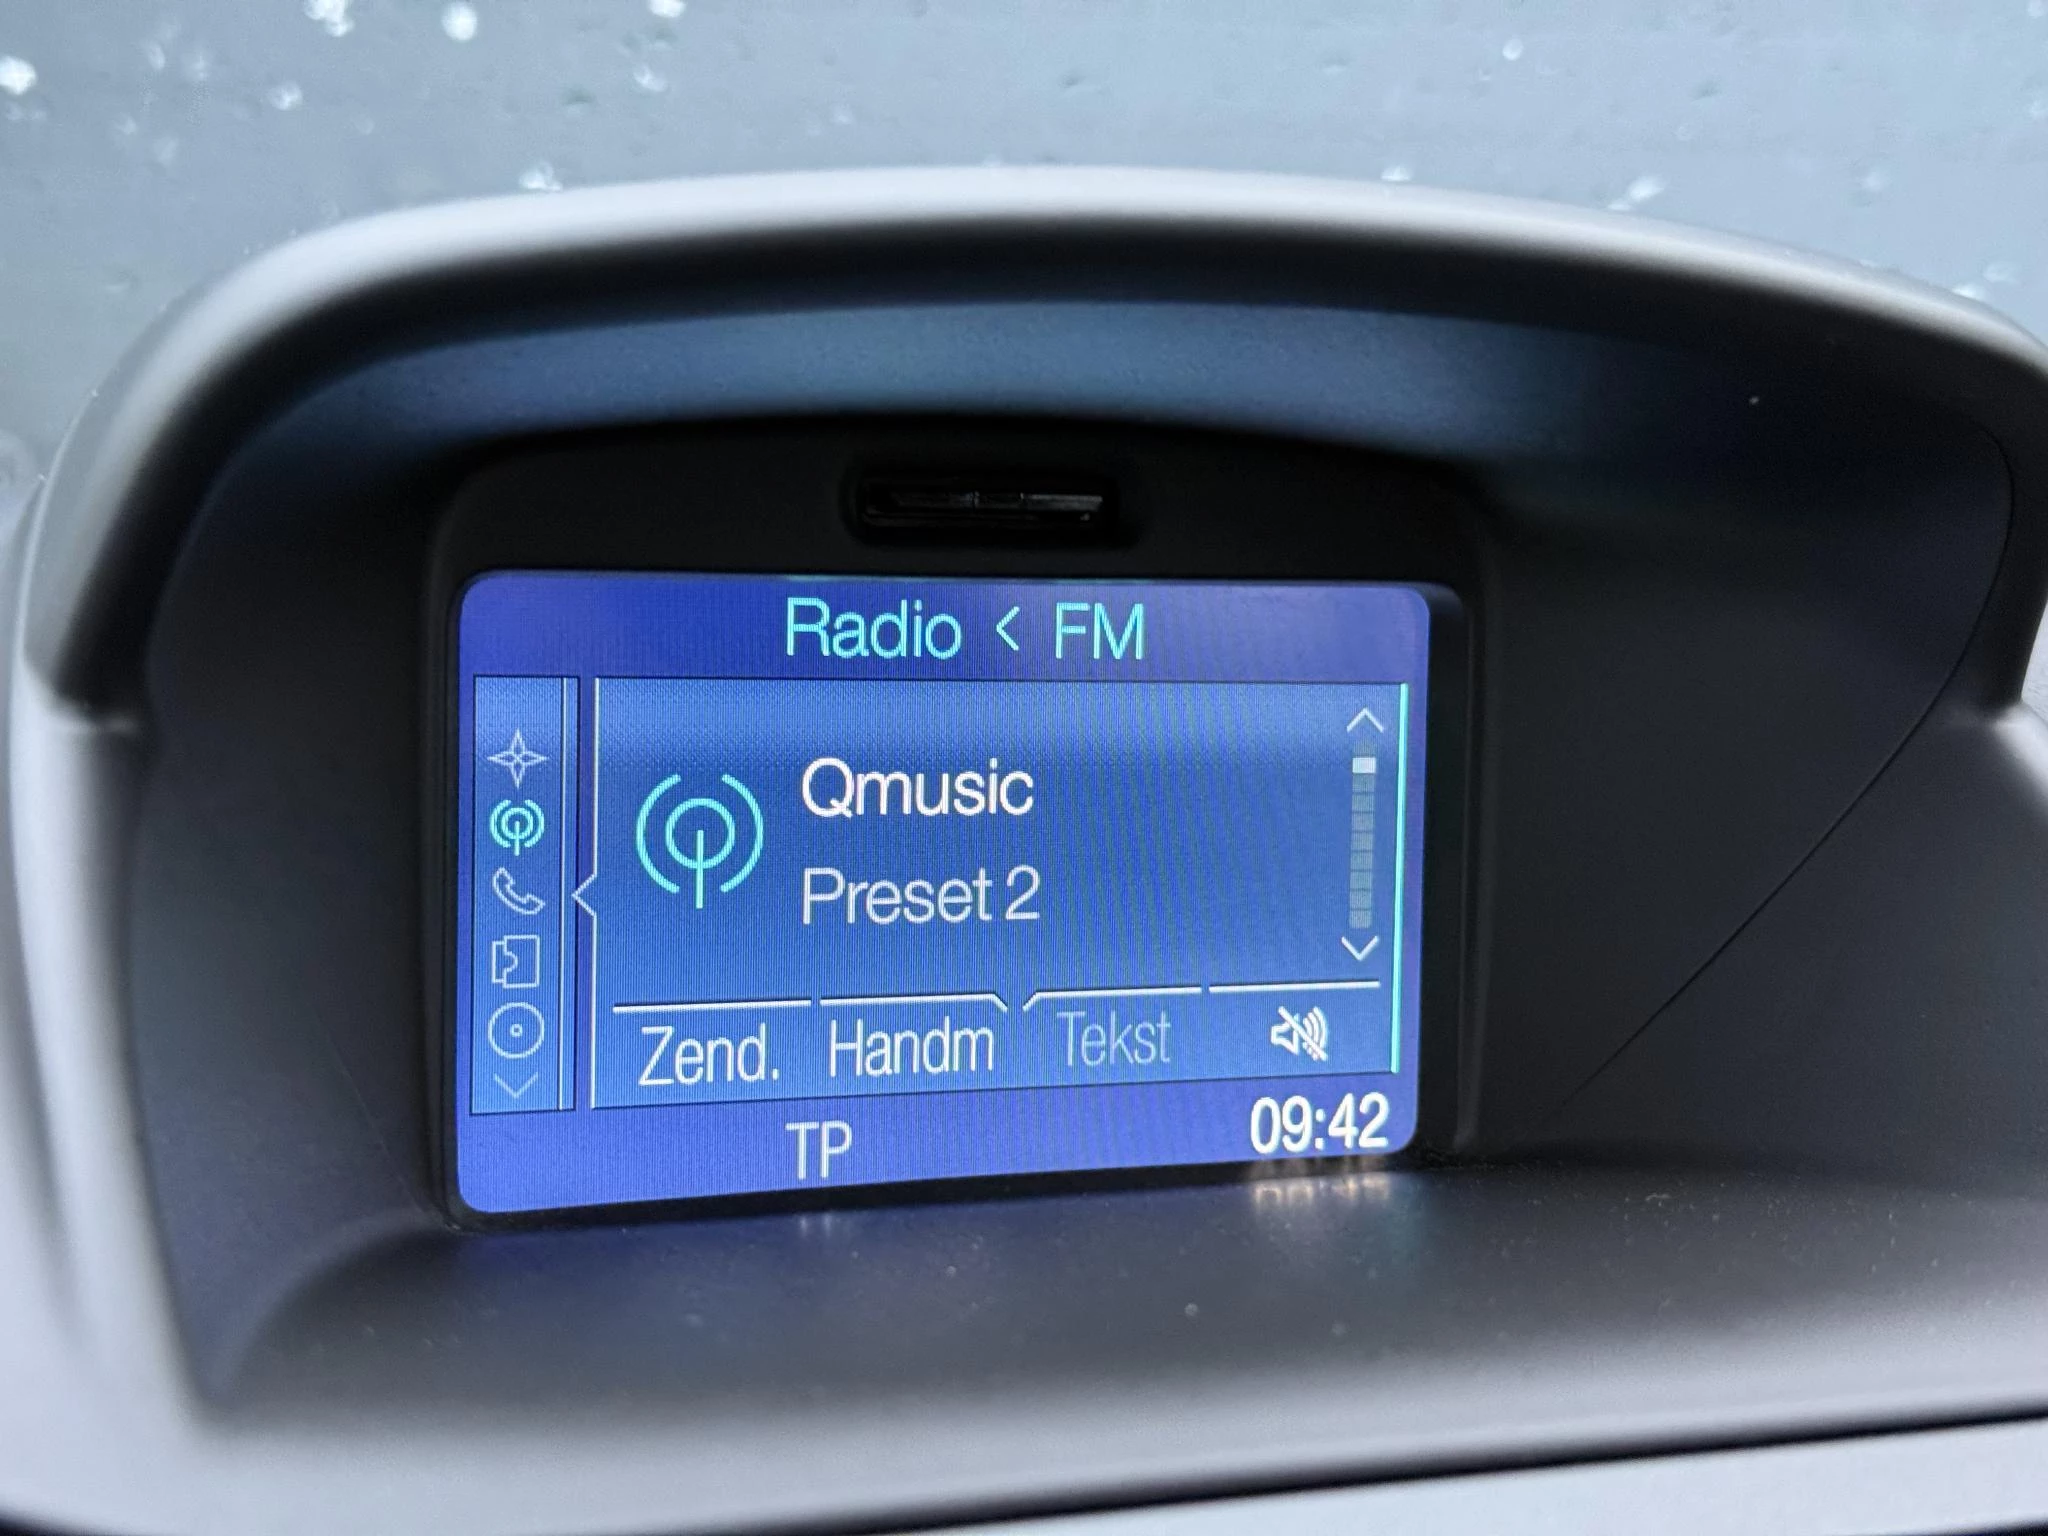 Radio < FM
Qmusic
Preset 2
Zend. Handm Tekst
TP 09:42